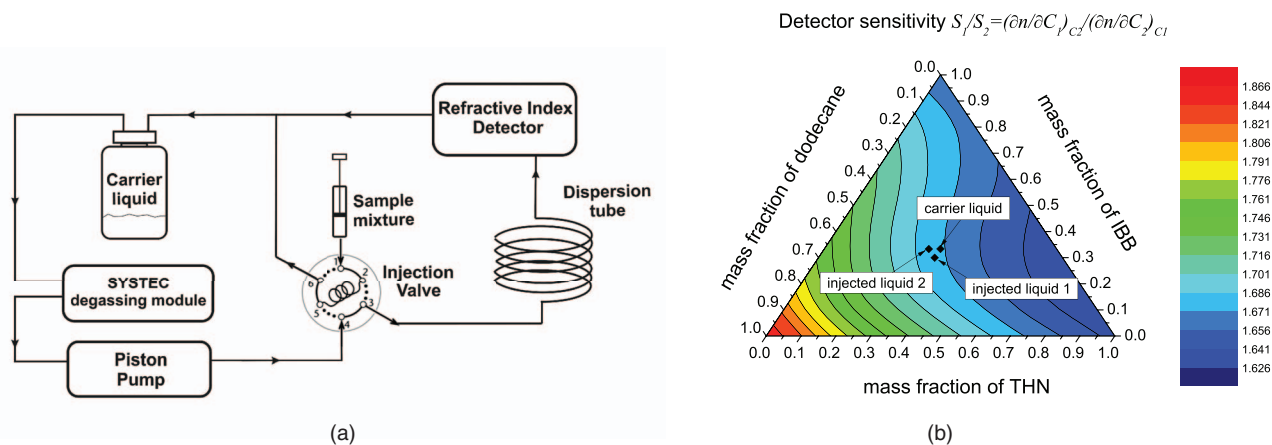 Carrier
liquid
SYSTEC
degassing module
Piston
Pump
Sample
mixture
Injection
Valve
1
2
3
4
5
6
Refractive Index
Detector
Dispersion
tube
(a)
Detector sensitivity S1/S2=(∂n/∂C1)C2/(∂n/∂C2)C1
mass fraction of dodecane
0.0
0.1
0.2
0.3
0.4
0.5
0.6
0.7
0.8
0.9
1.0
mass fraction of IBB
1.0
0.9
0.8
0.7
0.6
0.5
0.4
0.3
0.2
0.1
0.0
carrier liquid
injected liquid 2
injected liquid 1
0.0 0.1 0.2 0.3 0.4 0.5 0.6 0.7 0.8 0.9 1.0
mass fraction of THN
1.866
1.844
1.821
1.806
1.791
1.776
1.761
1.746
1.731
1.716
1.701
1.686
1.671
1.656
1.641
1.626
(b)